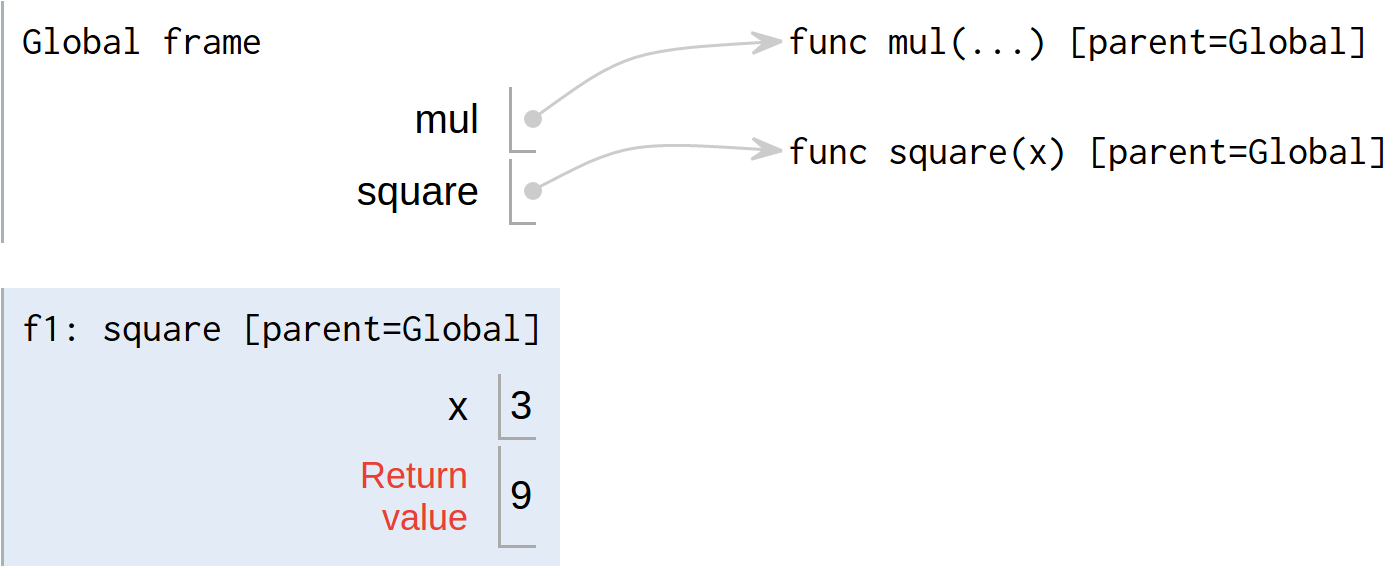 Global frame
func mul(...) [parent=Global]
mul
func square(x) [parent=Global]
square
f1: square [parent=Global]
x 3
Return
value 9